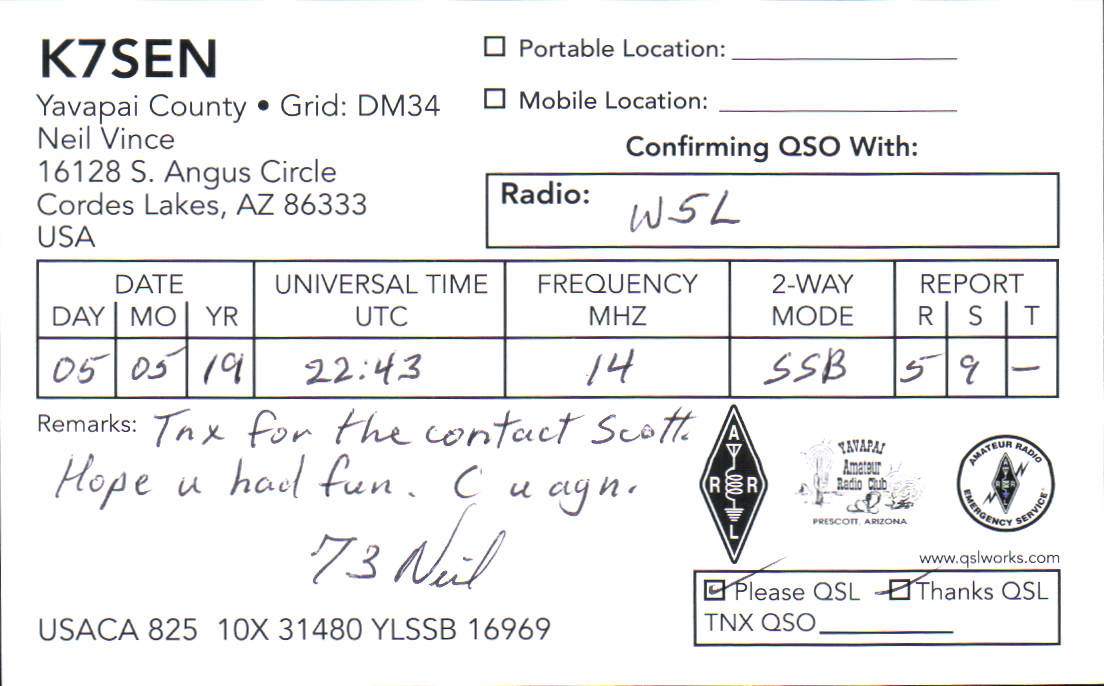 K7SEN
Yavapai County • Grid: DM34
Neil Vince
16128 S. Angus Circle
Cordes Lakes, AZ 86333
USA
Portable Location:
Mobile Location:
Confirming QSO With:
Radio: W5L
DATE
DAY MO YR
UNIVERSAL TIME
UTC
FREQUENCY
MHZ
2-WAY
MODE
REPORT
R S T
05 05 19 22:43 14 SSB 5 9 –
Remarks: Tnx for the contact Scott.
Hope u had fun. C u agn.
73 Neil
A
R R
L
YAVAPAI
Amateur
Radio Club
PRESCOTT, ARIZONA
AMATEUR RADIO
A
R R
L
EMERGENCY SERVICE
www.qslworks.com
Please QSL Thanks QSL
TNX QSO
USACA 825 10X 31480 YLSSB 16969